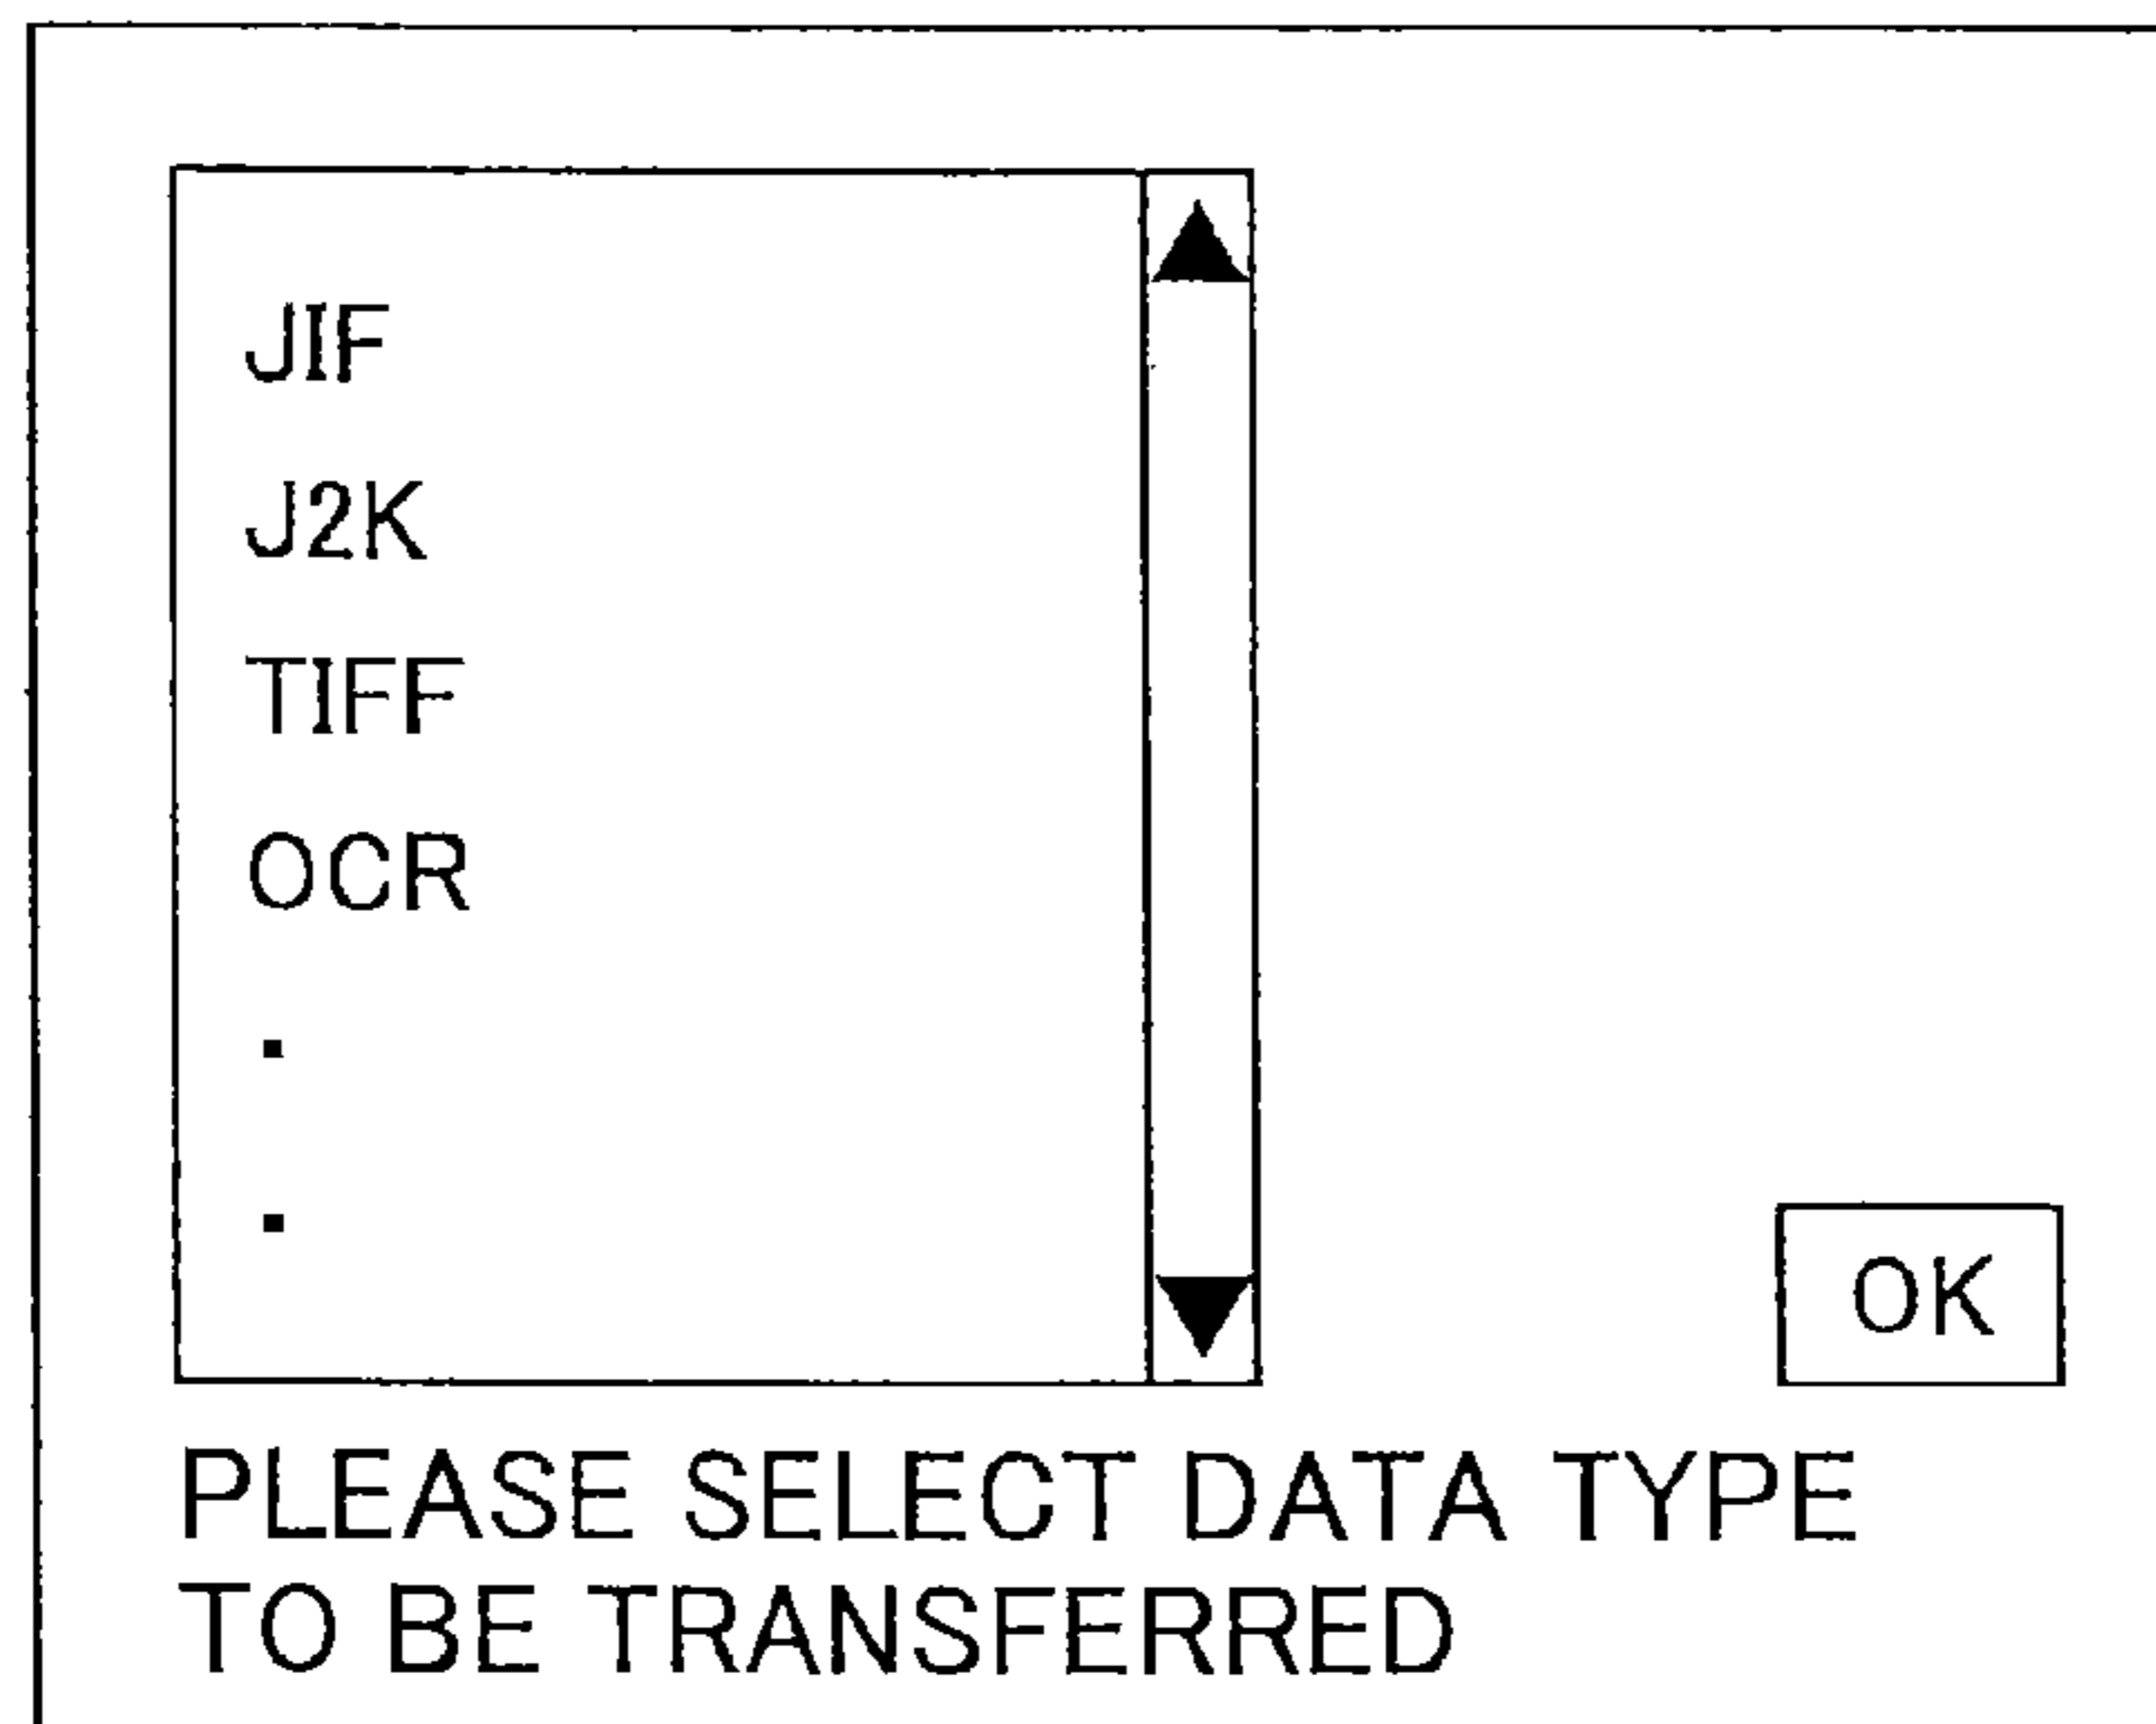 JIF
J2K
TIFF
OCR
OK
PLEASE SELECT DATA TYPE
TO BE TRANSFERRED